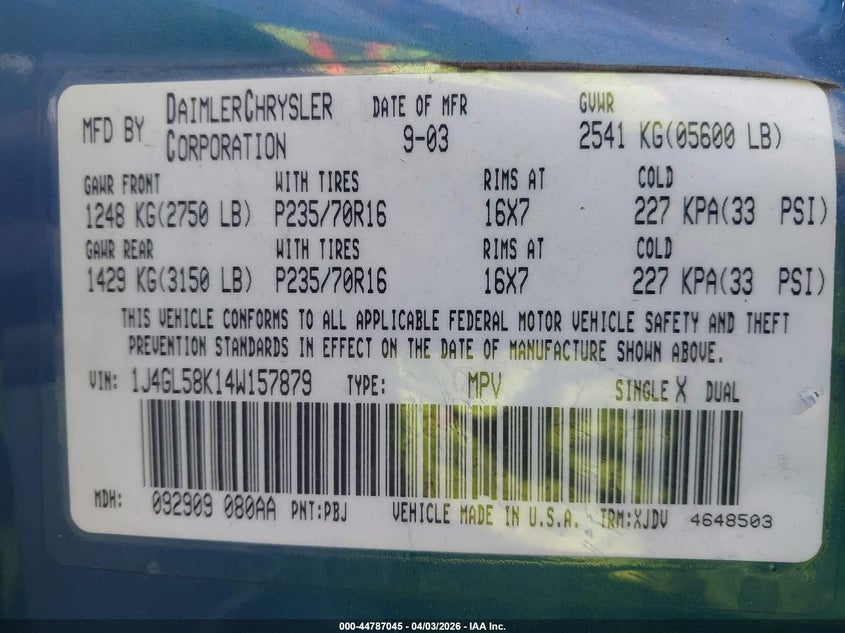 MFD BY DAIMLERCHRYSLER CORPORATION DATE OF MFR 9-03 GVWR 2541 KG(05600 LB)
GAWR FRONT WITH TIRES RIMS AT COLD
1248 KG(2750 LB) P235/70R16 16X7 227 KPA(33 PSI)
GAWR REAR WITH TIRES RIMS AT COLD
1429 KG(3150 LB) P235/70R16 16X7 227 KPA(33 PSI)
THIS VEHICLE CONFORMS TO ALL APPLICABLE FEDERAL MOTOR VEHICLE SAFETY AND THEFT
PREVENTION STANDARDS IN EFFECT ON THE DATE OF MANUFACTURE SHOWN ABOVE.
VIN: 1J4GL58K14W157879 TYPE: MPV SINGLE X DUAL
MDH: 092909 080AA PNT:PBJ VEHICLE MADE IN U.S.A. TRM:XJDV 4648503
000-44787045 - 04/03/2026 - IAA Inc.